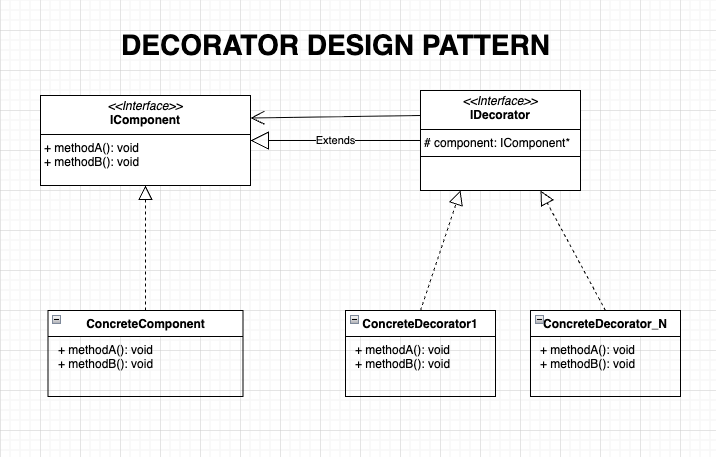 DECORATOR DESIGN PATTERN
<<Interface>>
IComponent
+ methodA(): void
+ methodB(): void
<<Interface>>
IDecorator
# component: IComponent*
Extends
ConcreteComponent
+ methodA(): void
+ methodB(): void
ConcreteDecorator1
+ methodA(): void
+ methodB(): void
ConcreteDecorator_N
+ methodA(): void
+ methodB(): void